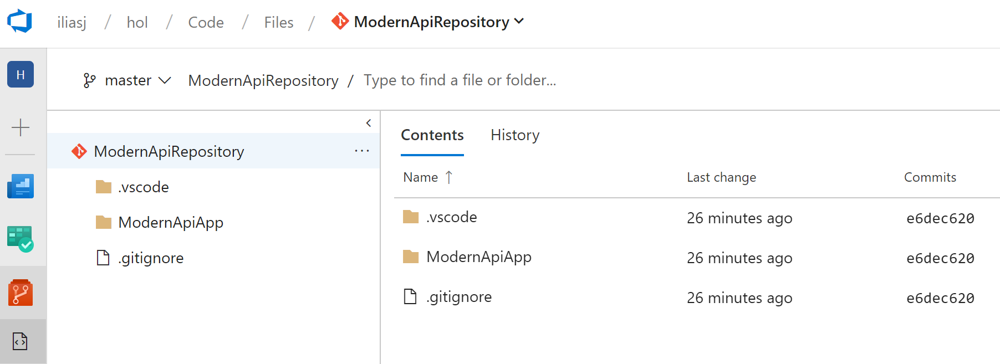 iliasj / hol / Code / Files / ModernApiRepository
H
master ModernApiRepository / Type to find a file or folder...
ModernApiRepository ...
.vscode
ModernApiApp
.gitignore
Contents History
Name ↑ Last change Commits
.vscode 26 minutes ago e6dec620
ModernApiApp 26 minutes ago e6dec620
.gitignore 26 minutes ago e6dec620